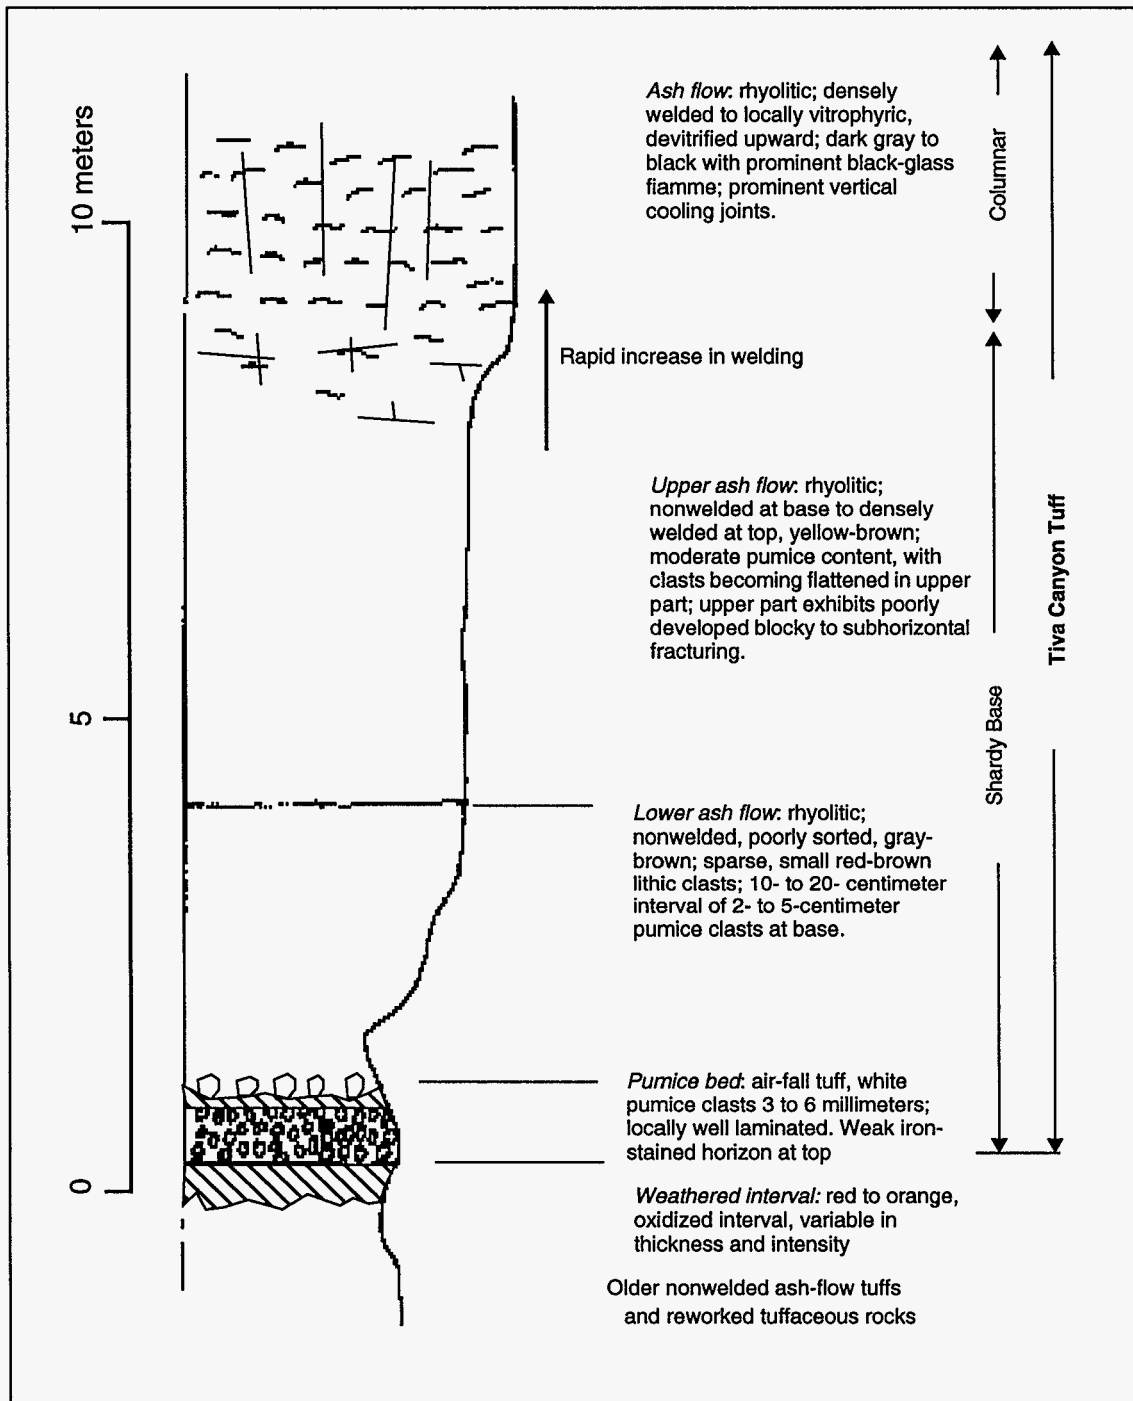 10 meters
5
0
Ash flow: rhyolitic; densely
welded to locally vitrophyric,
devitrified upward; dark gray to
black with prominent black-glass
fiamme; prominent vertical
cooling joints.
Rapid increase in welding
Upper ash flow: rhyolitic;
nonwelded at base to densely
welded at top, yellow-brown;
moderate pumice content, with
clasts becoming flattened in upper
part; upper part exhibits poorly
developed blocky to subhorizontal
fracturing.
Lower ash flow: rhyolitic;
nonwelded, poorly sorted, gray-
brown; sparse, small red-brown
lithic clasts; 10- to 20- centimeter
interval of 2- to 5-centimeter
pumice clasts at base.
Pumice bed: air-fall tuff, white
pumice clasts 3 to 6 millimeters;
locally well laminated. Weak iron-
stained horizon at top
Weathered interval: red to orange,
oxidized interval, variable in
thickness and intensity
Older nonwelded ash-flow tuffs
and reworked tuffaceous rocks
Columnar
Shardy Base
Tiva Canyon Tuff